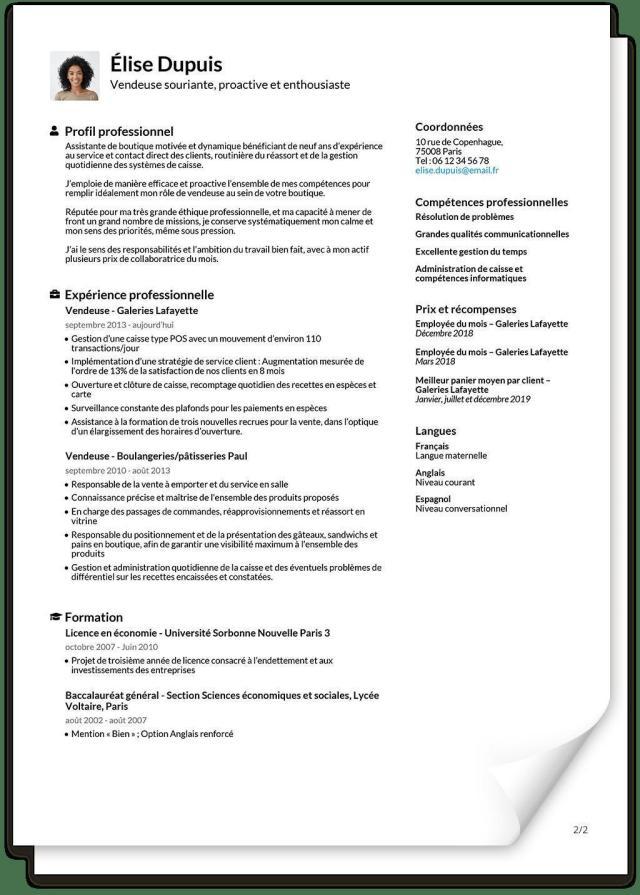 Élise Dupuis
Vendeuse souriante, proactive et enthousiaste
Profil professionnel
Assistante de boutique motivée et dynamique bénéficiant de neuf ans d'expérience
au service et contact direct des clients, routinière du réassort et de la gestion
quotidienne des systèmes de caisse.
J'emploie de manière efficace et proactive l'ensemble de mes compétences pour
remplir idéalement mon rôle de vendeuse au sein de votre boutique.
Réputée pour ma très grande éthique professionnelle, et ma capacité à mener de
front un grand nombre de missions, je conserve systématiquement mon calme et
mon sens des priorités, même sous pression.
J'ai le sens des responsabilités et l'ambition du travail bien fait, avec à mon actif
plusieurs prix de collaboratrice du mois.
Expérience professionnelle
Vendeuse - Galeries Lafayette
septembre 2013 - aujourd'hui
• Gestion d'une caisse type POS avec un mouvement d'environ 110
transactions/jour
• Implémentation d'une stratégie de service client : Augmentation mesurée de
l'ordre de 13% de la satisfaction de nos clients en 8 mois
• Ouverture et clôture de caisse, recomptage quotidien des recettes en espèces et
carte
• Surveillance constante des plafonds pour les paiements en espèces
• Assistance à la formation de trois nouvelles recrues pour la vente, dans l'optique
d'un élargissement des horaires d'ouverture.
Vendeuse - Boulangeries/pâtisseries Paul
septembre 2010 - août 2013
• Responsable de la vente à emporter et du service en salle
• Connaissance précise et maîtrise de l'ensemble des produits proposés
• En charge des passages de commandes, réapprovisionnements et réassort en
vitrine
• Responsable du positionnement et de la présentation des gâteaux, sandwichs et
pains en boutique, afin de garantir une visibilité maximum à l'ensemble des
produits
• Gestion et administration quotidienne de la caisse et des éventuels problèmes de
différentiel sur les recettes encaissées et constatées.
Formation
Licence en économie - Université Sorbonne Nouvelle Paris 3
octobre 2007 - Juin 2010
• Projet de troisième année de licence consacré à l'endettement et aux
investissements des entreprises
Baccalauréat général - Section Sciences économiques et sociales, Lycée
Voltaire, Paris
août 2002 - août 2007
• Mention « Bien » ; Option Anglais renforcé
Coordonnées
10 rue de Copenhague,
75008 Paris
Tel : 06 12 34 56 78
elise.dupuis@email.fr
Compétences professionnelles
Résolution de problèmes
Grandes qualités communicationnelles
Excellente gestion du temps
Administration de caisse et
compétences informatiques
Prix et récompenses
Employée du mois – Galeries Lafayette
Décembre 2018
Employée du mois – Galeries Lafayette
Mars 2018
Meilleur panier moyen par client –
Galeries Lafayette
Janvier, juillet et décembre 2019
Langues
Français
Langue maternelle
Anglais
Niveau courant
Espagnol
Niveau conversationnel
2/2